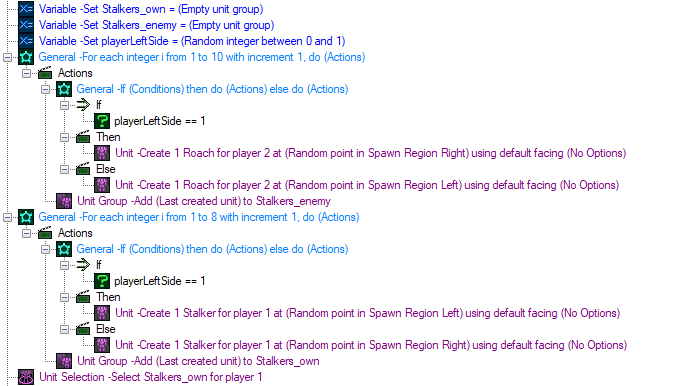 Variable -Set Stalkers_own = (Empty unit group)
Variable -Set Stalkers_enemy = (Empty unit group)
Variable -Set playerLeftSide = (Random integer between 0 and 1)
General -For each integer i from 1 to 10 with increment 1, do (Actions)
Actions
General -If (Conditions) then do (Actions) else do (Actions)
If
playerLeftSide == 1
Then
Unit -Create 1 Roach for player 2 at (Random point in Spawn Region Right) using default facing (No Options)
Else
Unit -Create 1 Roach for player 2 at (Random point in Spawn Region Left) using default facing (No Options)
Unit Group -Add (Last created unit) to Stalkers_enemy
General -For each integer i from 1 to 8 with increment 1, do (Actions)
Actions
General -If (Conditions) then do (Actions) else do (Actions)
If
playerLeftSide == 1
Then
Unit -Create 1 Stalker for player 1 at (Random point in Spawn Region Left) using default facing (No Options)
Else
Unit -Create 1 Stalker for player 1 at (Random point in Spawn Region Right) using default facing (No Options)
Unit Group -Add (Last created unit) to Stalkers_own
Unit Selection -Select Stalkers_own for player 1